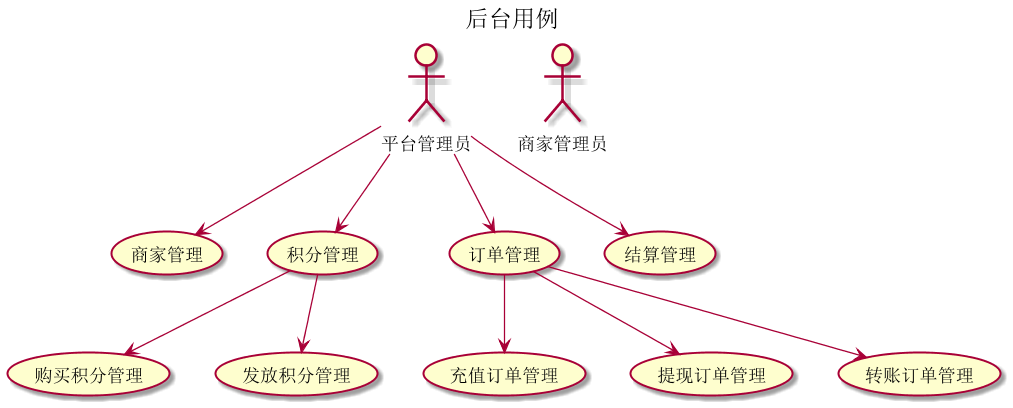 后台用例
平台管理员
商家管理员
商家管理
积分管理
订单管理
结算管理
购买积分管理
发放积分管理
充值订单管理
提现订单管理
转账订单管理